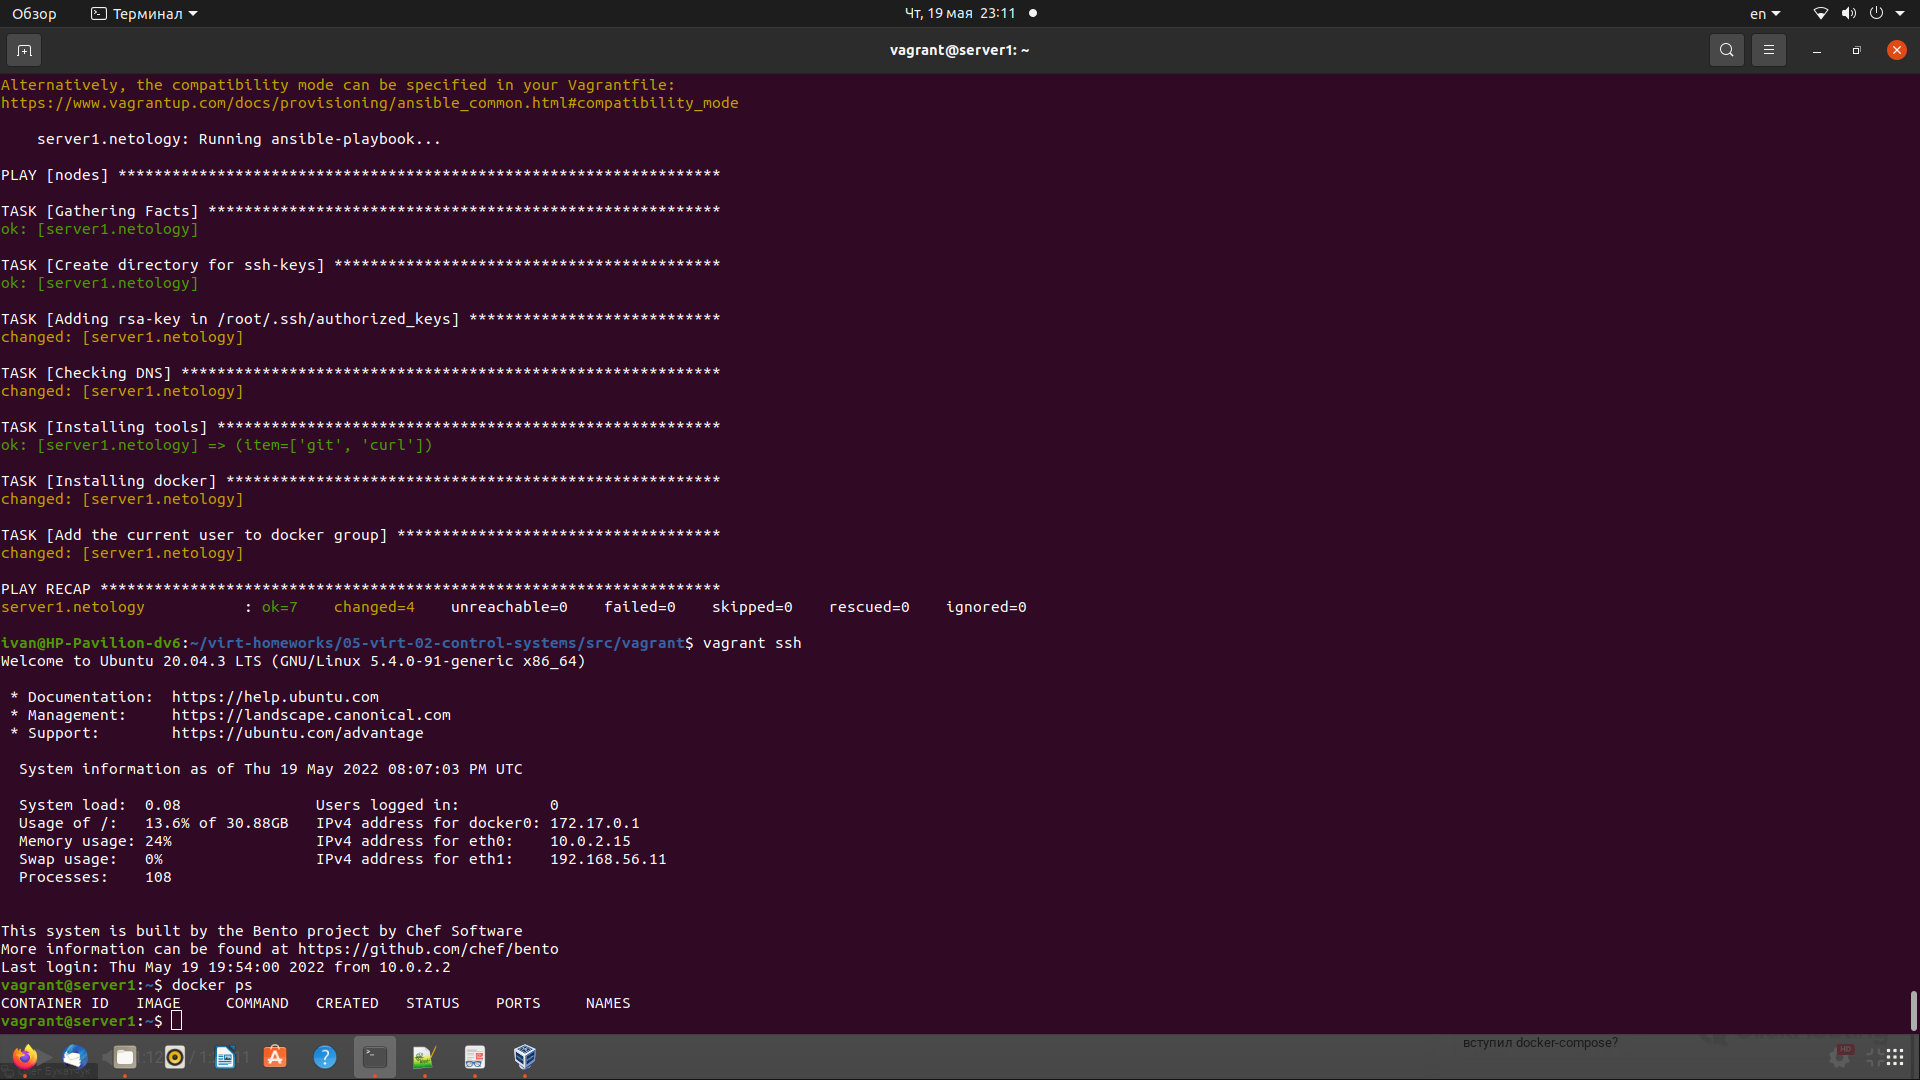 Обзор
Терминал
Чт, 19 мая 23:11
en
vagrant@server1: ~
Alternatively, the compatibility mode can be specified in your Vagrantfile:
https://www.vagrantup.com/docs/provisioning/ansible_common.html#compatibility_mode
server1.netology: Running ansible-playbook...
PLAY [nodes] *******************************************************************
TASK [Gathering Facts] *********************************************************
ok: [server1.netology]
TASK [Create directory for ssh-keys] *******************************************
ok: [server1.netology]
TASK [Adding rsa-key in /root/.ssh/authorized_keys] ****************************
changed: [server1.netology]
TASK [Checking DNS] ************************************************************
changed: [server1.netology]
TASK [Installing tools] ********************************************************
ok: [server1.netology] => (item=['git', 'curl'])
TASK [Installing docker] *******************************************************
changed: [server1.netology]
TASK [Add the current user to docker group] ************************************
changed: [server1.netology]
PLAY RECAP *********************************************************************
server1.netology           : ok=7    changed=4    unreachable=0    failed=0    skipped=0    rescued=0    ignored=0
ivan@HP-Pavilion-dv6:~/virt-homeworks/05-virt-02-control-systems/src/vagrant$ vagrant ssh
Welcome to Ubuntu 20.04.3 LTS (GNU/Linux 5.4.0-91-generic x86_64)
 * Documentation:  https://help.ubuntu.com
 * Management:     https://landscape.canonical.com
 * Support:        https://ubuntu.com/advantage
  System information as of Thu 19 May 2022 08:07:03 PM UTC
  System load:  0.08               Users logged in:          0
  Usage of /:   13.6% of 30.88GB   IPv4 address for docker0: 172.17.0.1
  Memory usage: 24%                IPv4 address for eth0:    10.0.2.15
  Swap usage:   0%                 IPv4 address for eth1:    192.168.56.11
  Processes:    108
This system is built by the Bento project by Chef Software
More information can be found at https://github.com/chef/bento
Last login: Thu May 19 19:54:00 2022 from 10.0.2.2
vagrant@server1:~$ docker ps
CONTAINER ID   IMAGE     COMMAND   CREATED   STATUS    PORTS     NAMES
vagrant@server1:~$
вступил docker-compose?
HD